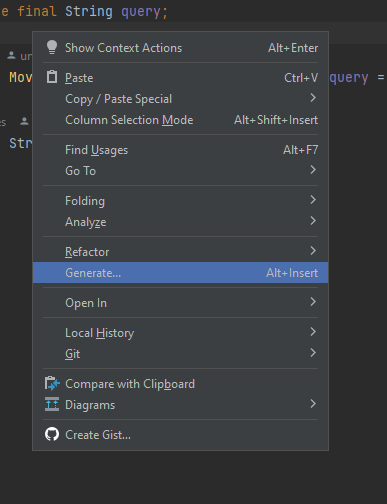 e final String query;
Show Context Actions Alt+Enter
Paste Ctrl+V
Mov query =
Copy / Paste Special
Column Selection Mode Alt+Shift+Insert
Str
Find Usages Alt+F7
Go To
Folding
Analyze
Refactor
Generate... Alt+Insert
Open In
Local History
Git
Compare with Clipboard
Diagrams
Create Gist...